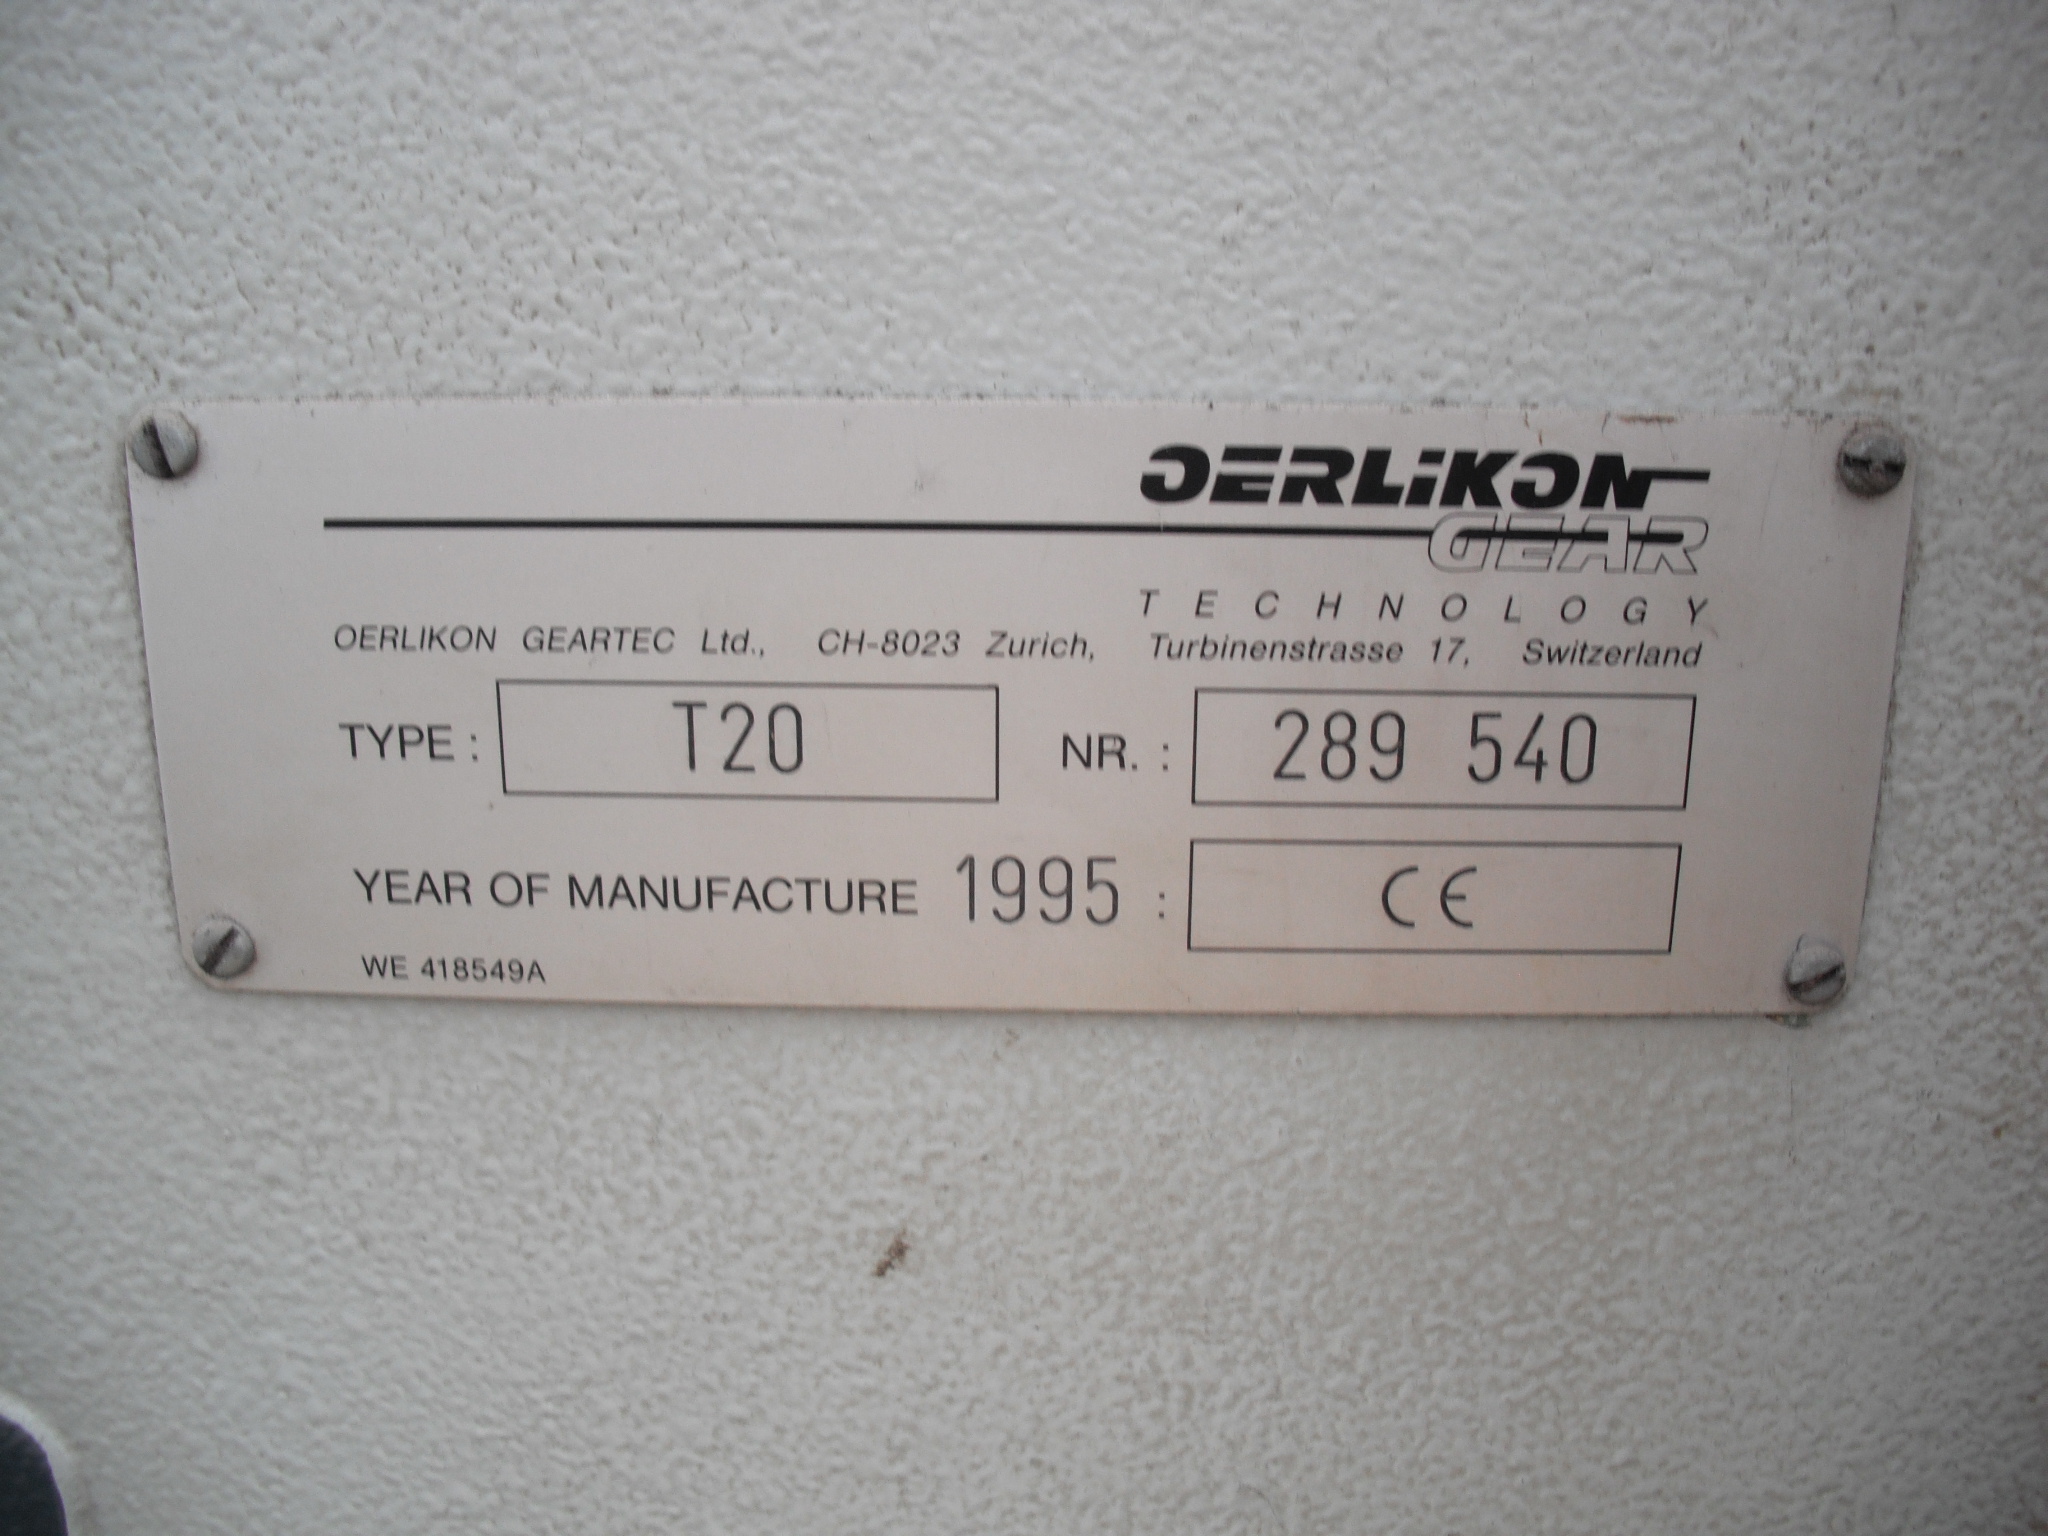 OERLiKON
GEAR
TECHNOLOGY
OERLIKON GEARTEC Ltd., CH-8023 Zurich, Turbinenstrasse 17, Switzerland
TYPE : T20 NR. : 289 540
YEAR OF MANUFACTURE 1995 : CE
WE 418549A